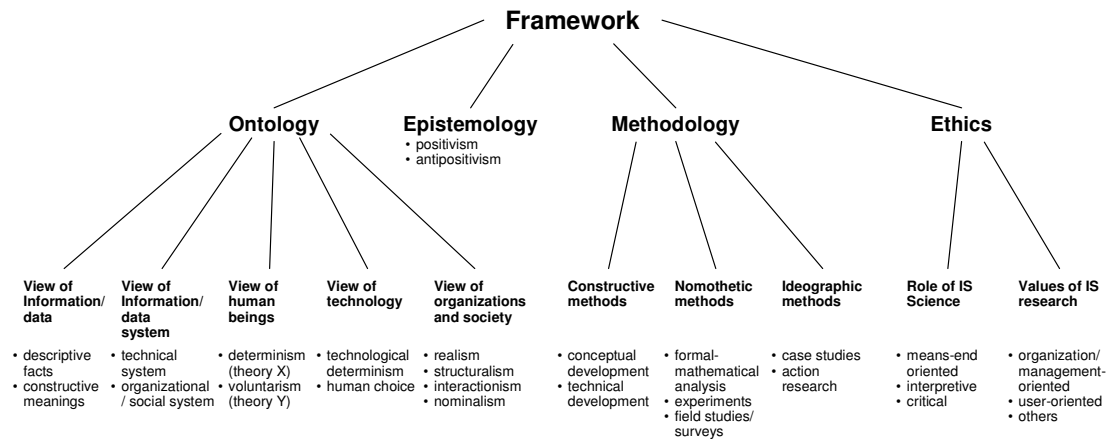 Framework
Ontology
Epistemology
• positivism
• antipositivism
Methodology
Ethics
View of
Information/
data
• descriptive
facts
• constructive
meanings
View of
Information/
data
system
• technical
system
• organizational
/ social system
View of
human
beings
• determinism
(theory X)
• voluntarism
(theory Y)
View of
technology
• technological
determinism
• human choice
View of
organizations
and society
• realism
• structuralism
• interactionism
• nominalism
Constructive
methods
• conceptual
development
• technical
development
Nomothetic
methods
• formal-
mathematical
analysis
• experiments
• field studies/
surveys
Ideographic
methods
• case studies
• action
research
Role of IS
Science
• means-end
oriented
• interpretive
• critical
Values of IS
research
• organization/
management-
oriented
• user-oriented
• others